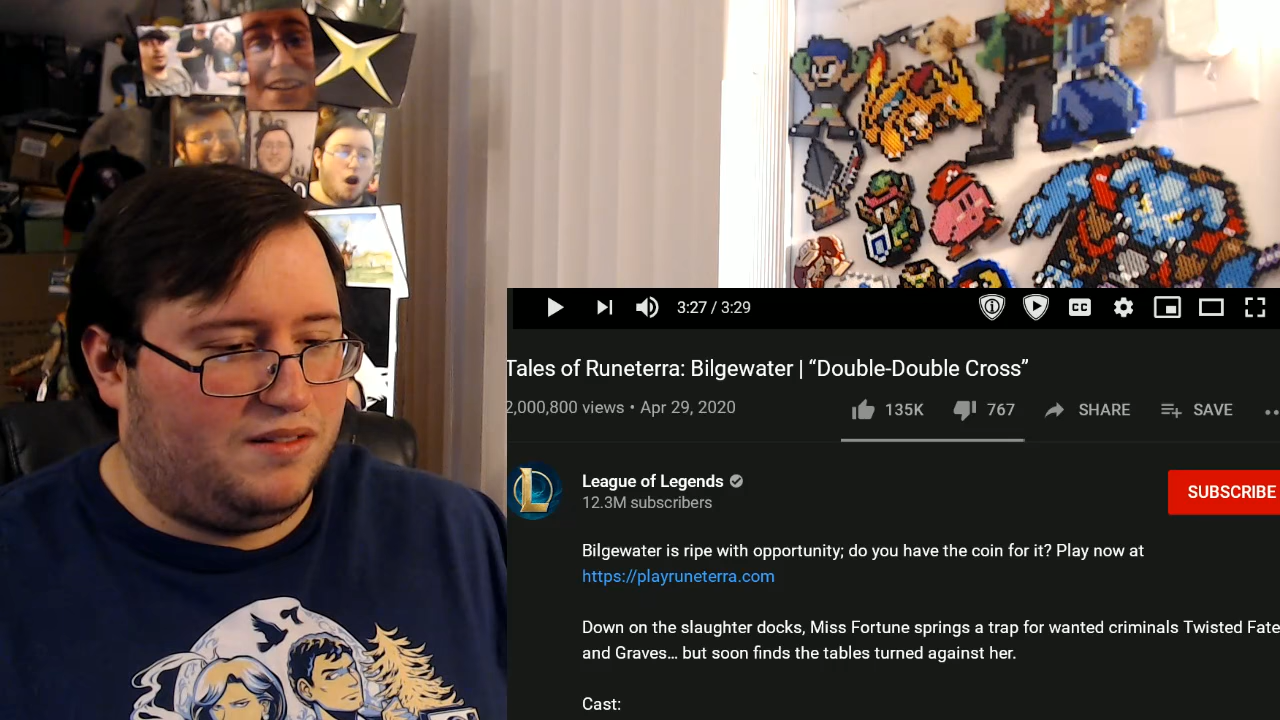 3:27 / 3:29
CC
Tales of Runeterra: Bilgewater | “Double-Double Cross”
2,000,800 views • Apr 29, 2020
135K
767
SHARE
SAVE
League of Legends
12.3M subscribers
SUBSCRIBE
Bilgewater is ripe with opportunity; do you have the coin for it? Play now at
https://playruneterra.com
Down on the slaughter docks, Miss Fortune springs a trap for wanted criminals Twisted Fate
and Graves... but soon finds the tables turned against her.
Cast: